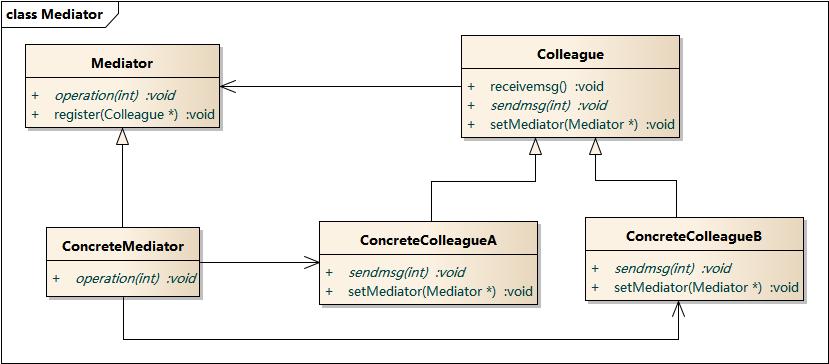 class Mediator
Mediator
+ operation(int) :void
+ register(Colleague *) :void
Colleague
+ receivemsg() :void
+ sendmsg(int) :void
+ setMediator(Mediator *) :void
ConcreteMediator
+ operation(int) :void
ConcreteColleagueA
+ sendmsg(int) :void
+ setMediator(Mediator *) :void
ConcreteColleagueB
+ sendmsg(int) :void
+ setMediator(Mediator *) :void